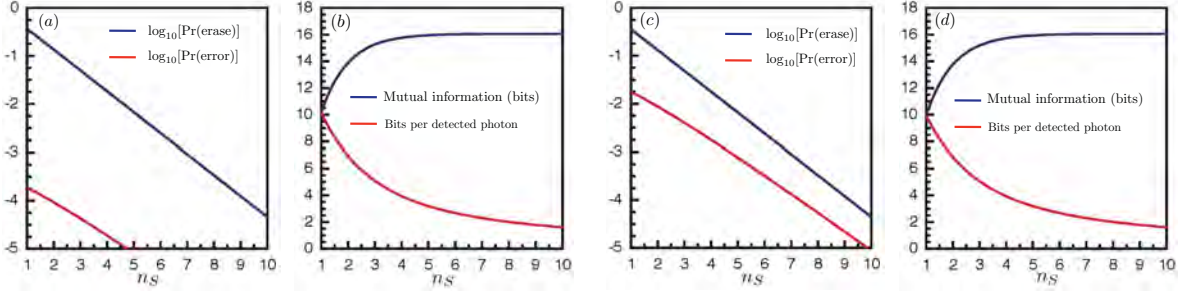 (a)
log₁₀[Pr(erase)]
log₁₀[Pr(error)]
0
-1
-2
-3
-4
-5
1 2 3 4 5 6 7 8 9 10
n_S
(b)
Mutual information (bits)
Bits per detected photon
18
16
14
12
10
8
6
4
2
0
1 2 3 4 5 6 7 8 9 10
n_S
(c)
log₁₀[Pr(erase)]
log₁₀[Pr(error)]
0
-1
-2
-3
-4
-5
1 2 3 4 5 6 7 8 9 10
n_S
(d)
Mutual information (bits)
Bits per detected photon
18
16
14
12
10
8
6
4
2
0
1 2 3 4 5 6 7 8 9 10
n_S